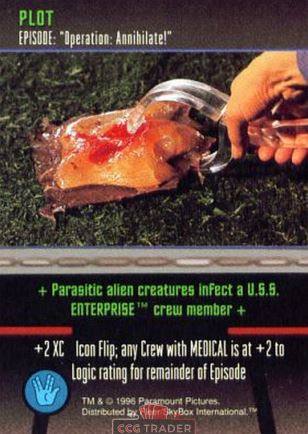 PLOT
EPISODE: "Operation: Annihilate!"
+ Parasitic alien creatures infect a U.S.S.
ENTERPRISE™ crew member +
+2 XC Icon Flip; any Crew with MEDICAL is at +2 to
Logic rating for remainder of Episode
TM & © 1996 Paramount Pictures.
Distributed by SkyBox International.™
CCG TRADER